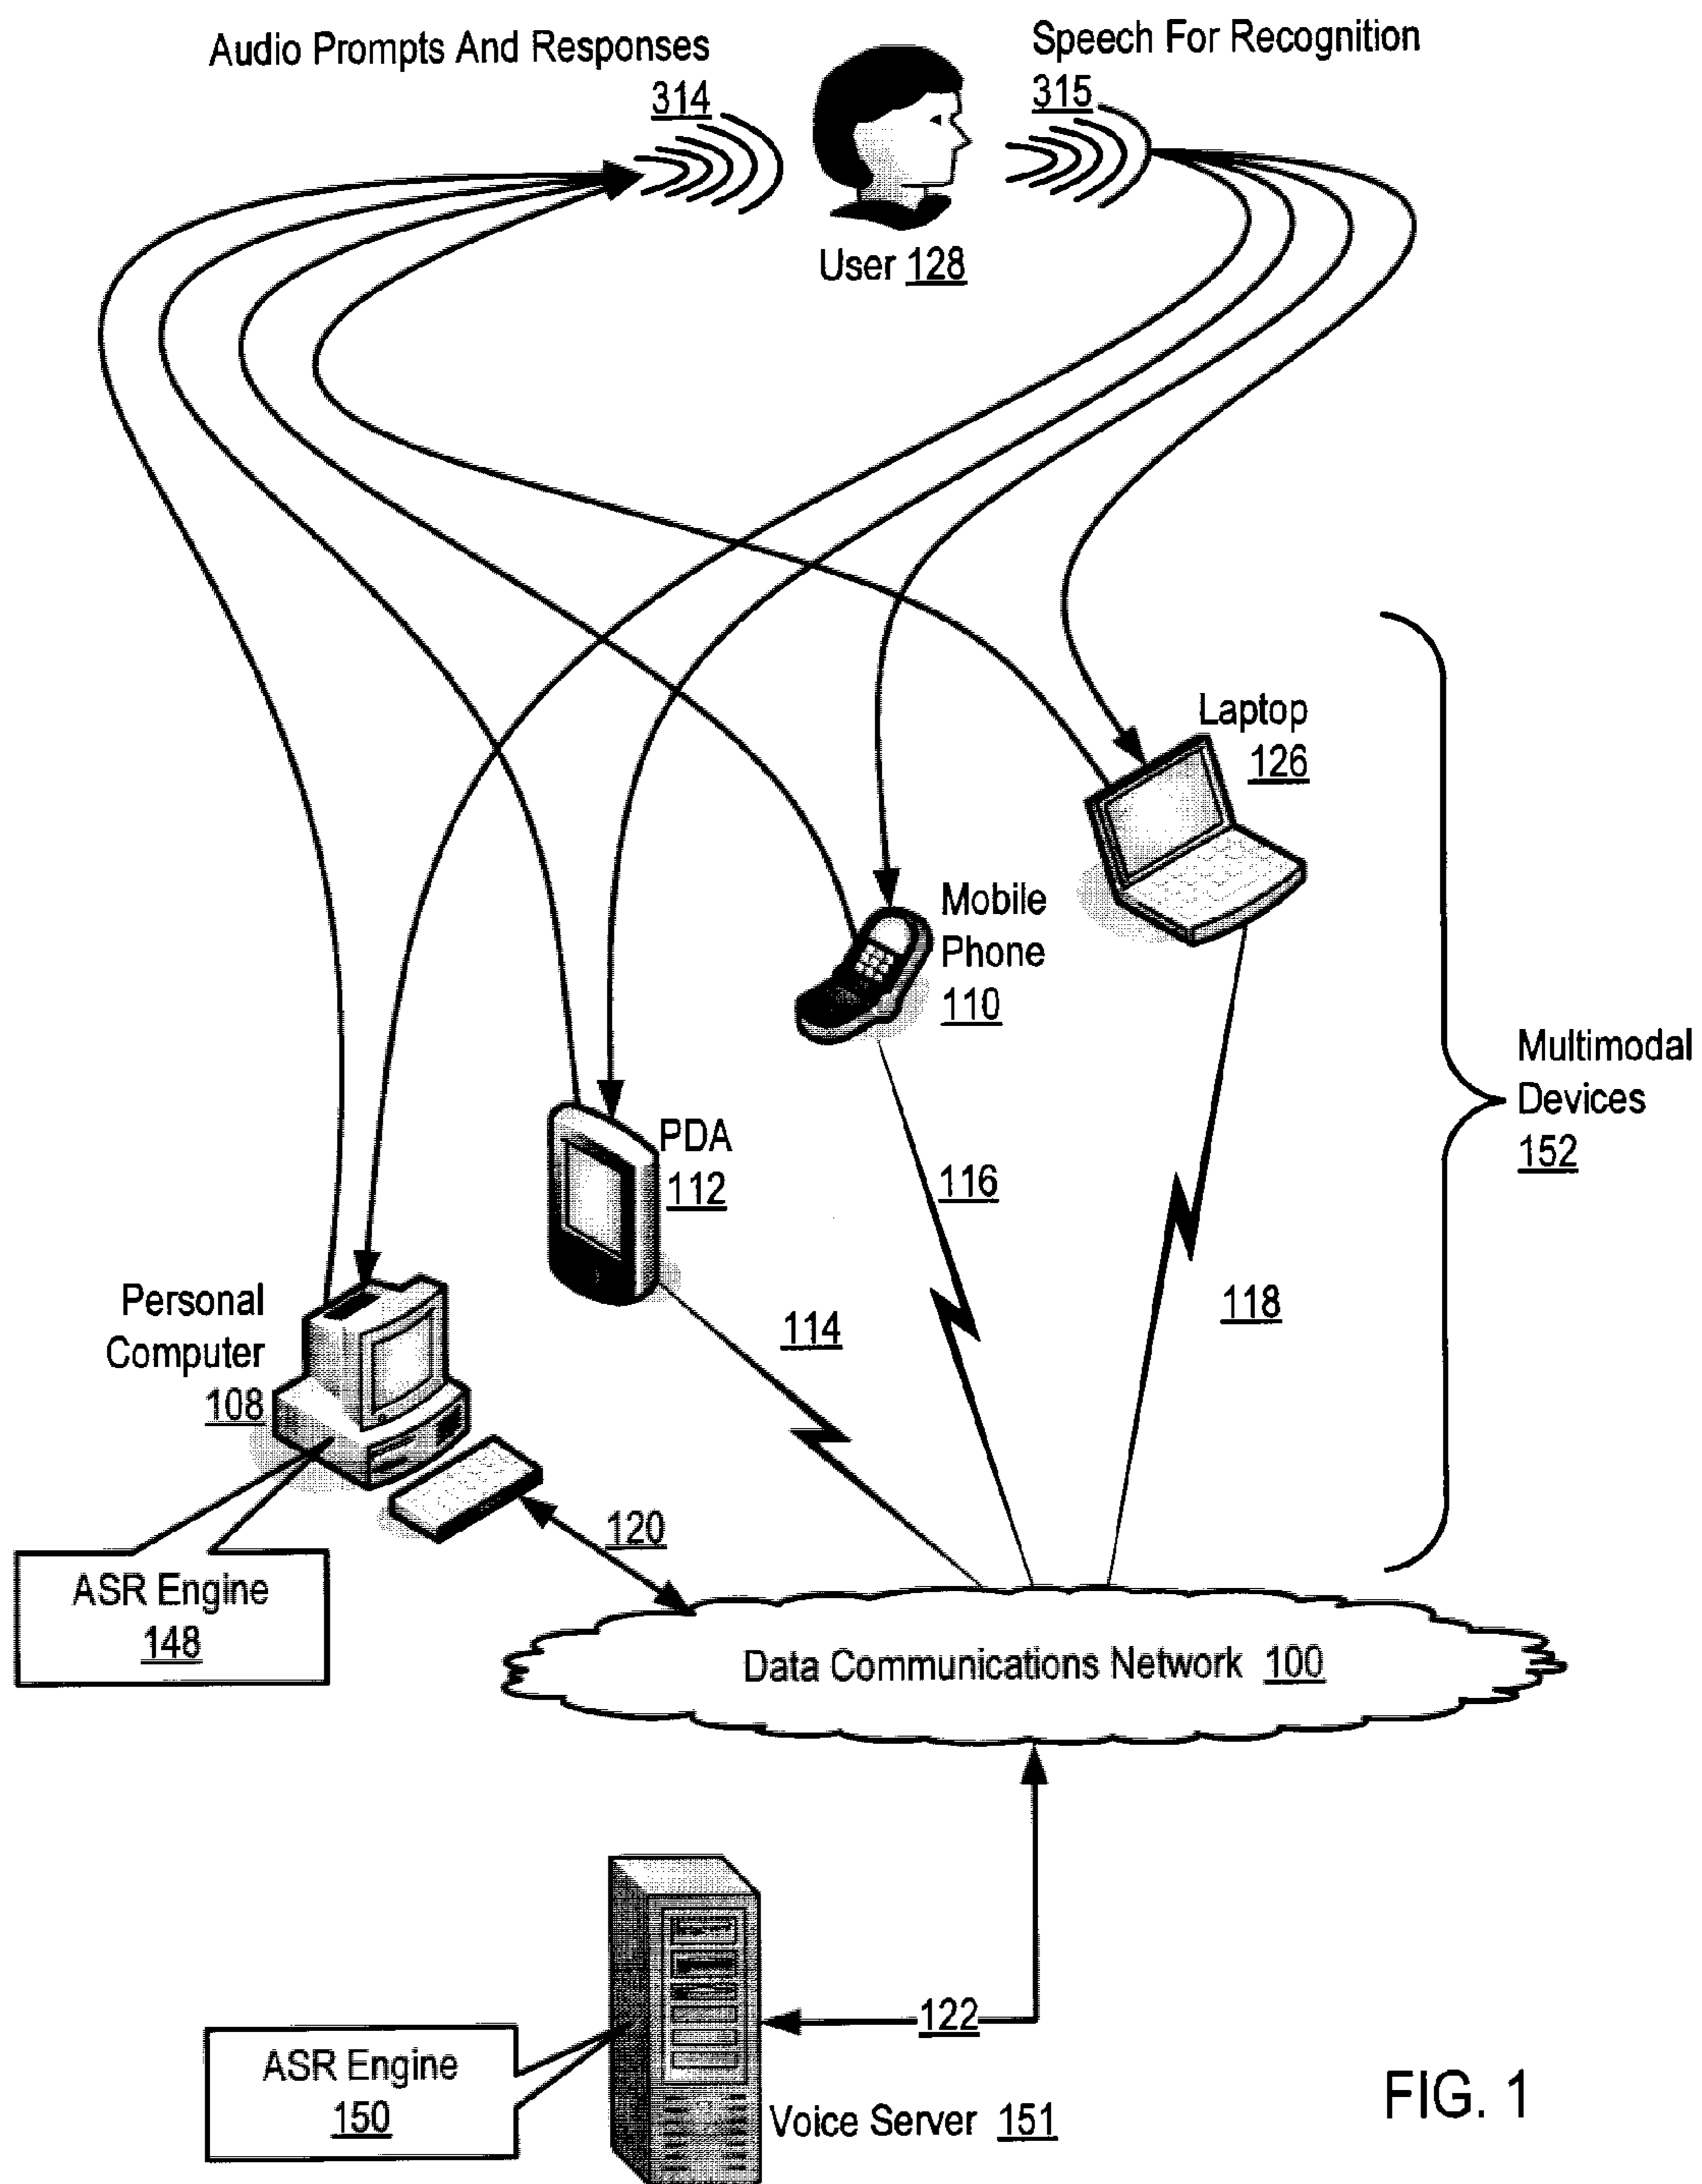 Audio Prompts And Responses
314
Speech For Recognition
315
User 128
Laptop
126
Mobile
Phone
110
Multimodal
Devices
152
PDA
112
116
118
114
Personal
Computer
108
120
ASR Engine
148
Data Communications Network 100
122
ASR Engine
150
Voice Server 151
FIG. 1